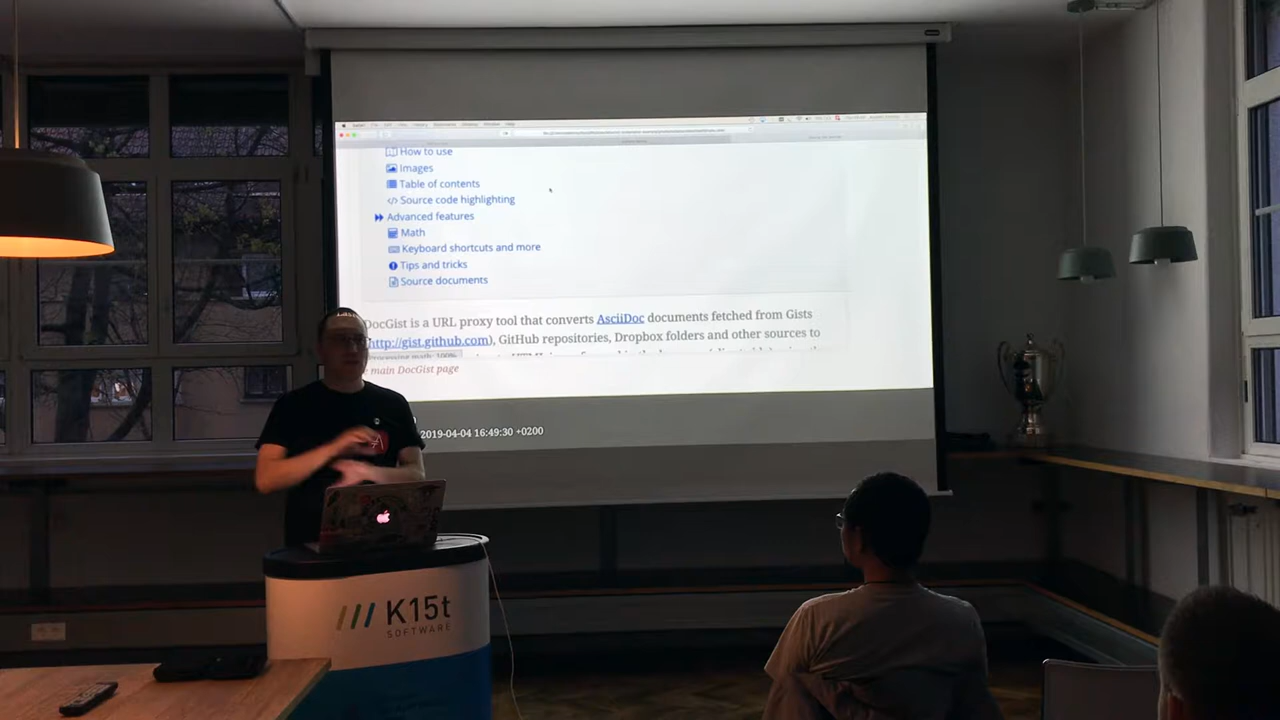 How to use
Images
Table of contents
</> Source code highlighting
Advanced features
Math
Keyboard shortcuts and more
Tips and tricks
Source documents
DocGist is a URL proxy tool that converts AsciiDoc documents fetched from Gists
http://gist.github.com), GitHub repositories, Dropbox folders and other sources to
Processing math: 100%
main DocGist page
2019-04-04 16:49:30 +0200
K15t
SOFTWARE